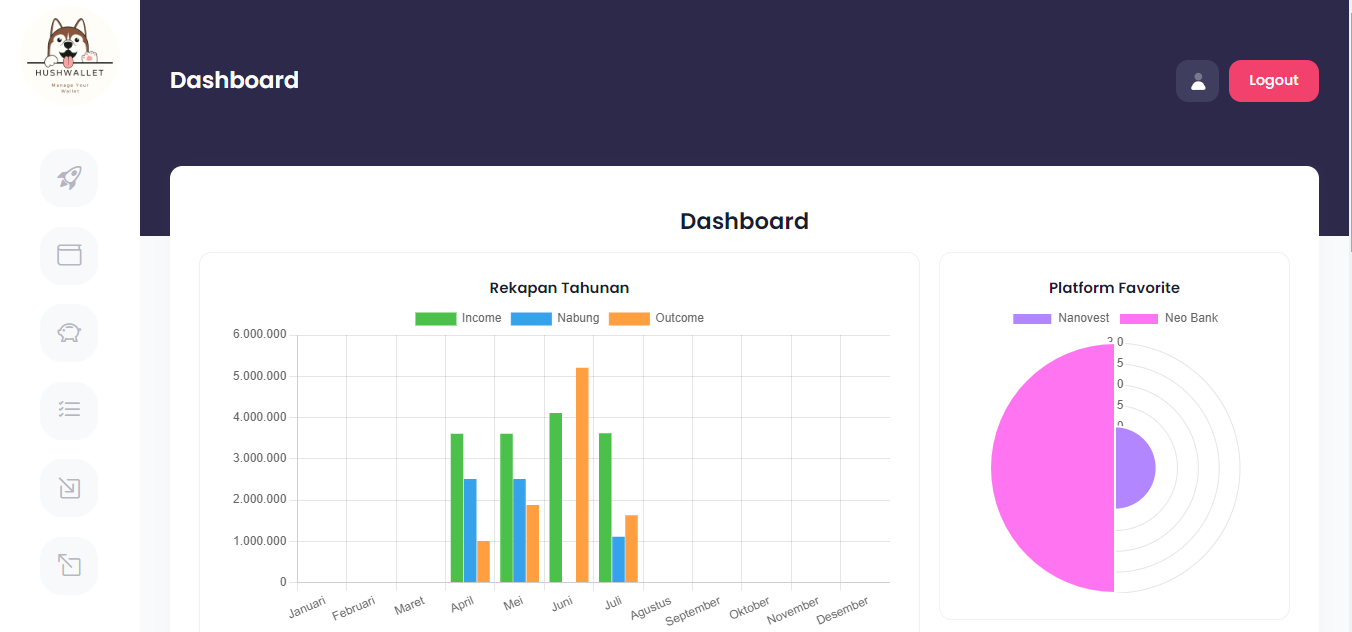 HUSHWALLET
Manage Your
Wallet
Dashboard
Logout
Dashboard
Rekapan Tahunan
Income Nabung Outcome
6.000.000
5.000.000
4.000.000
3.000.000
2.000.000
1.000.000
0
Januari Februari Maret April Mei Juni Juli Agustus September Oktober November Desember
Platform Favorite
Nanovest Neo Bank
3.0
5
0
5
0